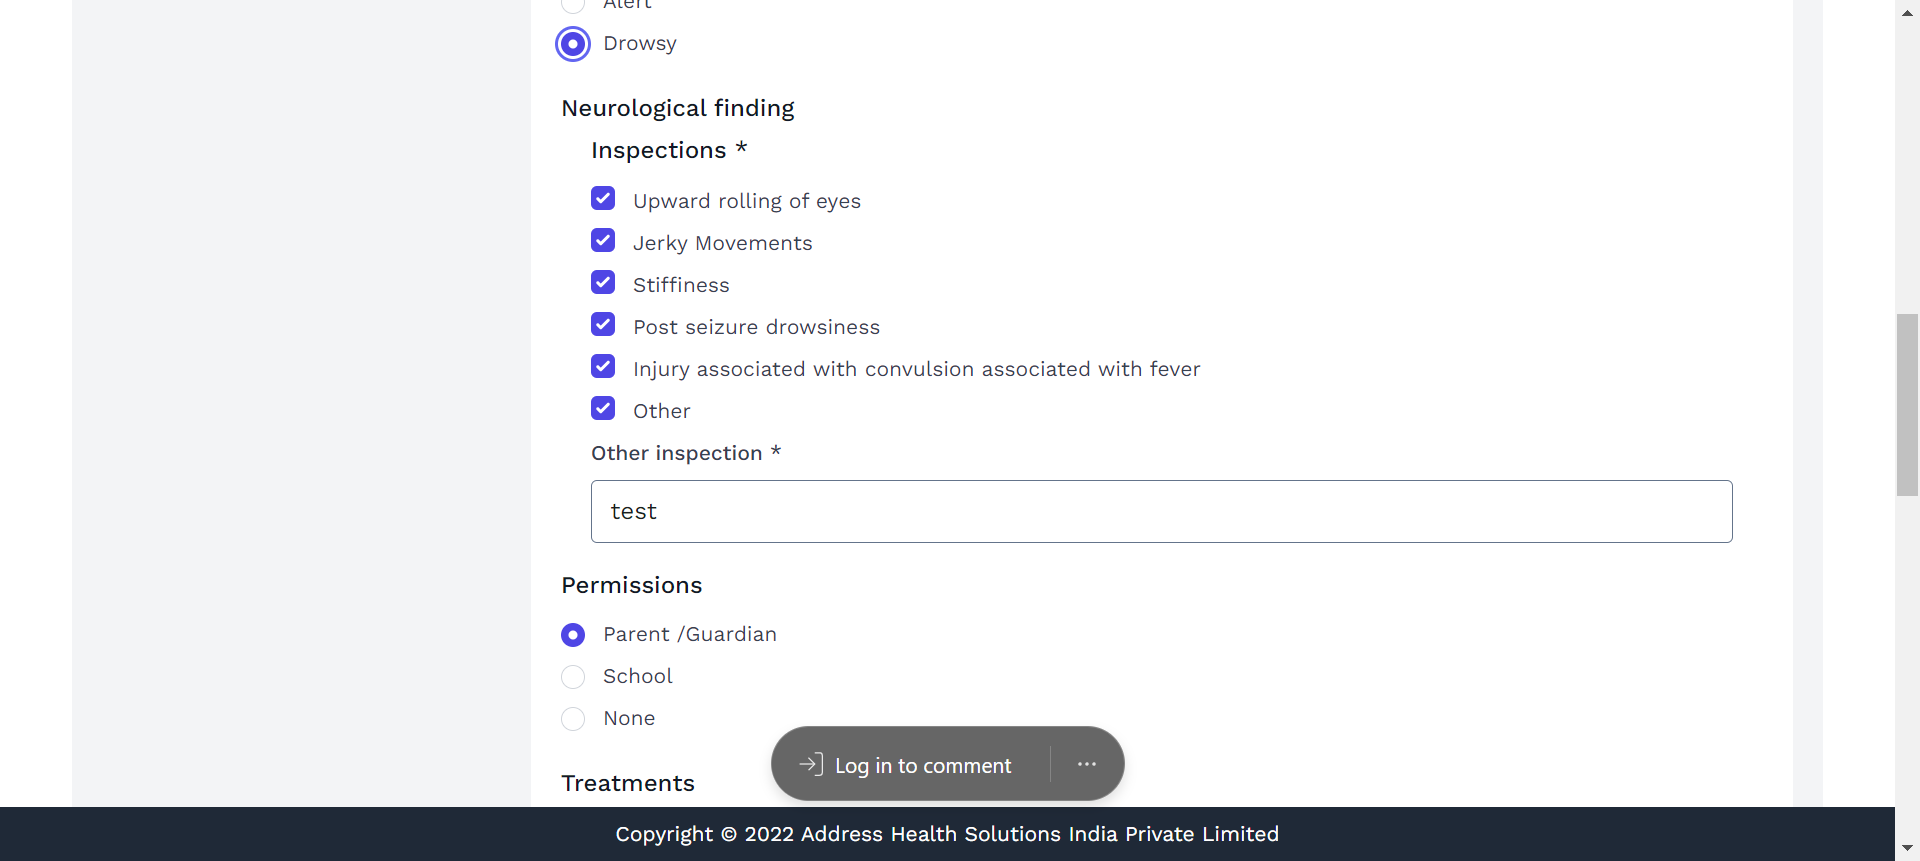 Alert
Drowsy
Neurological finding
Inspections *
Upward rolling of eyes
Jerky Movements
Stiffiness
Post seizure drowsiness
Injury associated with convulsion associated with fever
Other
Other inspection *
test
Permissions
Parent /Guardian
School
None
Log in to comment
Treatments
Copyright © 2022 Address Health Solutions India Private Limited